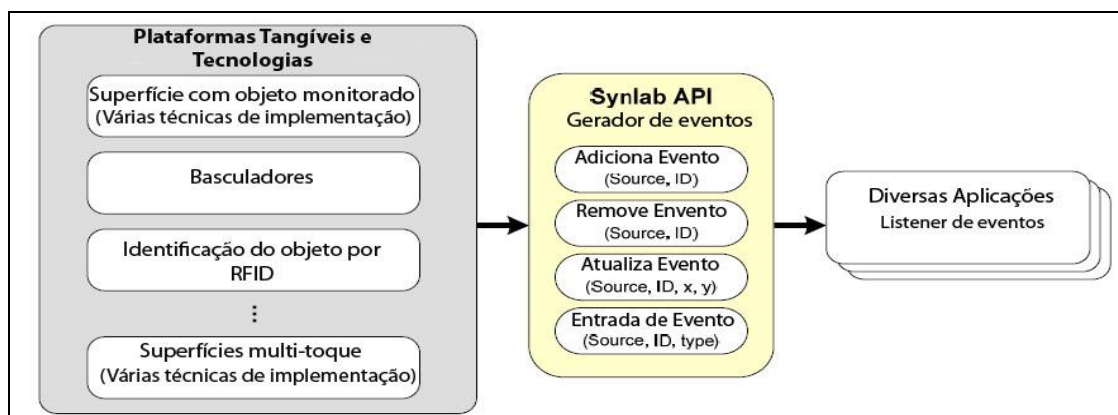 Plataformas Tangíveis e
Tecnologias
Superfície com objeto monitorado
(Várias técnicas de implementação)
Basculadores
Identificação do objeto por
RFID
...
Superfícies multi-toque
(Várias técnicas de implementação)
Synlab API
Gerador de eventos
Adiciona Evento
(Source, ID)
Remove Envento
(Source, ID)
Atualiza Evento
(Source, ID, x, y)
Entrada de Evento
(Source, ID, type)
Diversas Aplicações
Listener de eventos